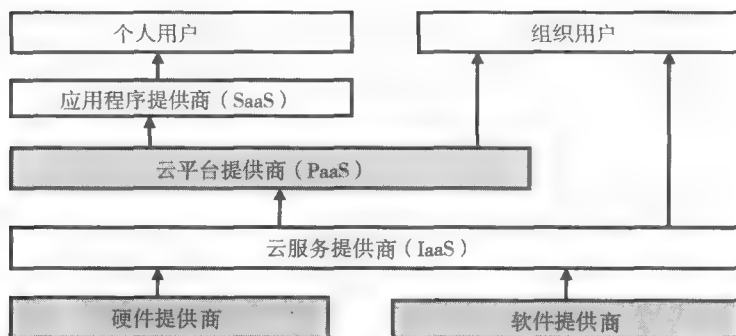 个人用户
组织用户
应用程序提供商（SaaS）
云平台提供商（PaaS）
云服务提供商（IaaS）
硬件提供商
软件提供商